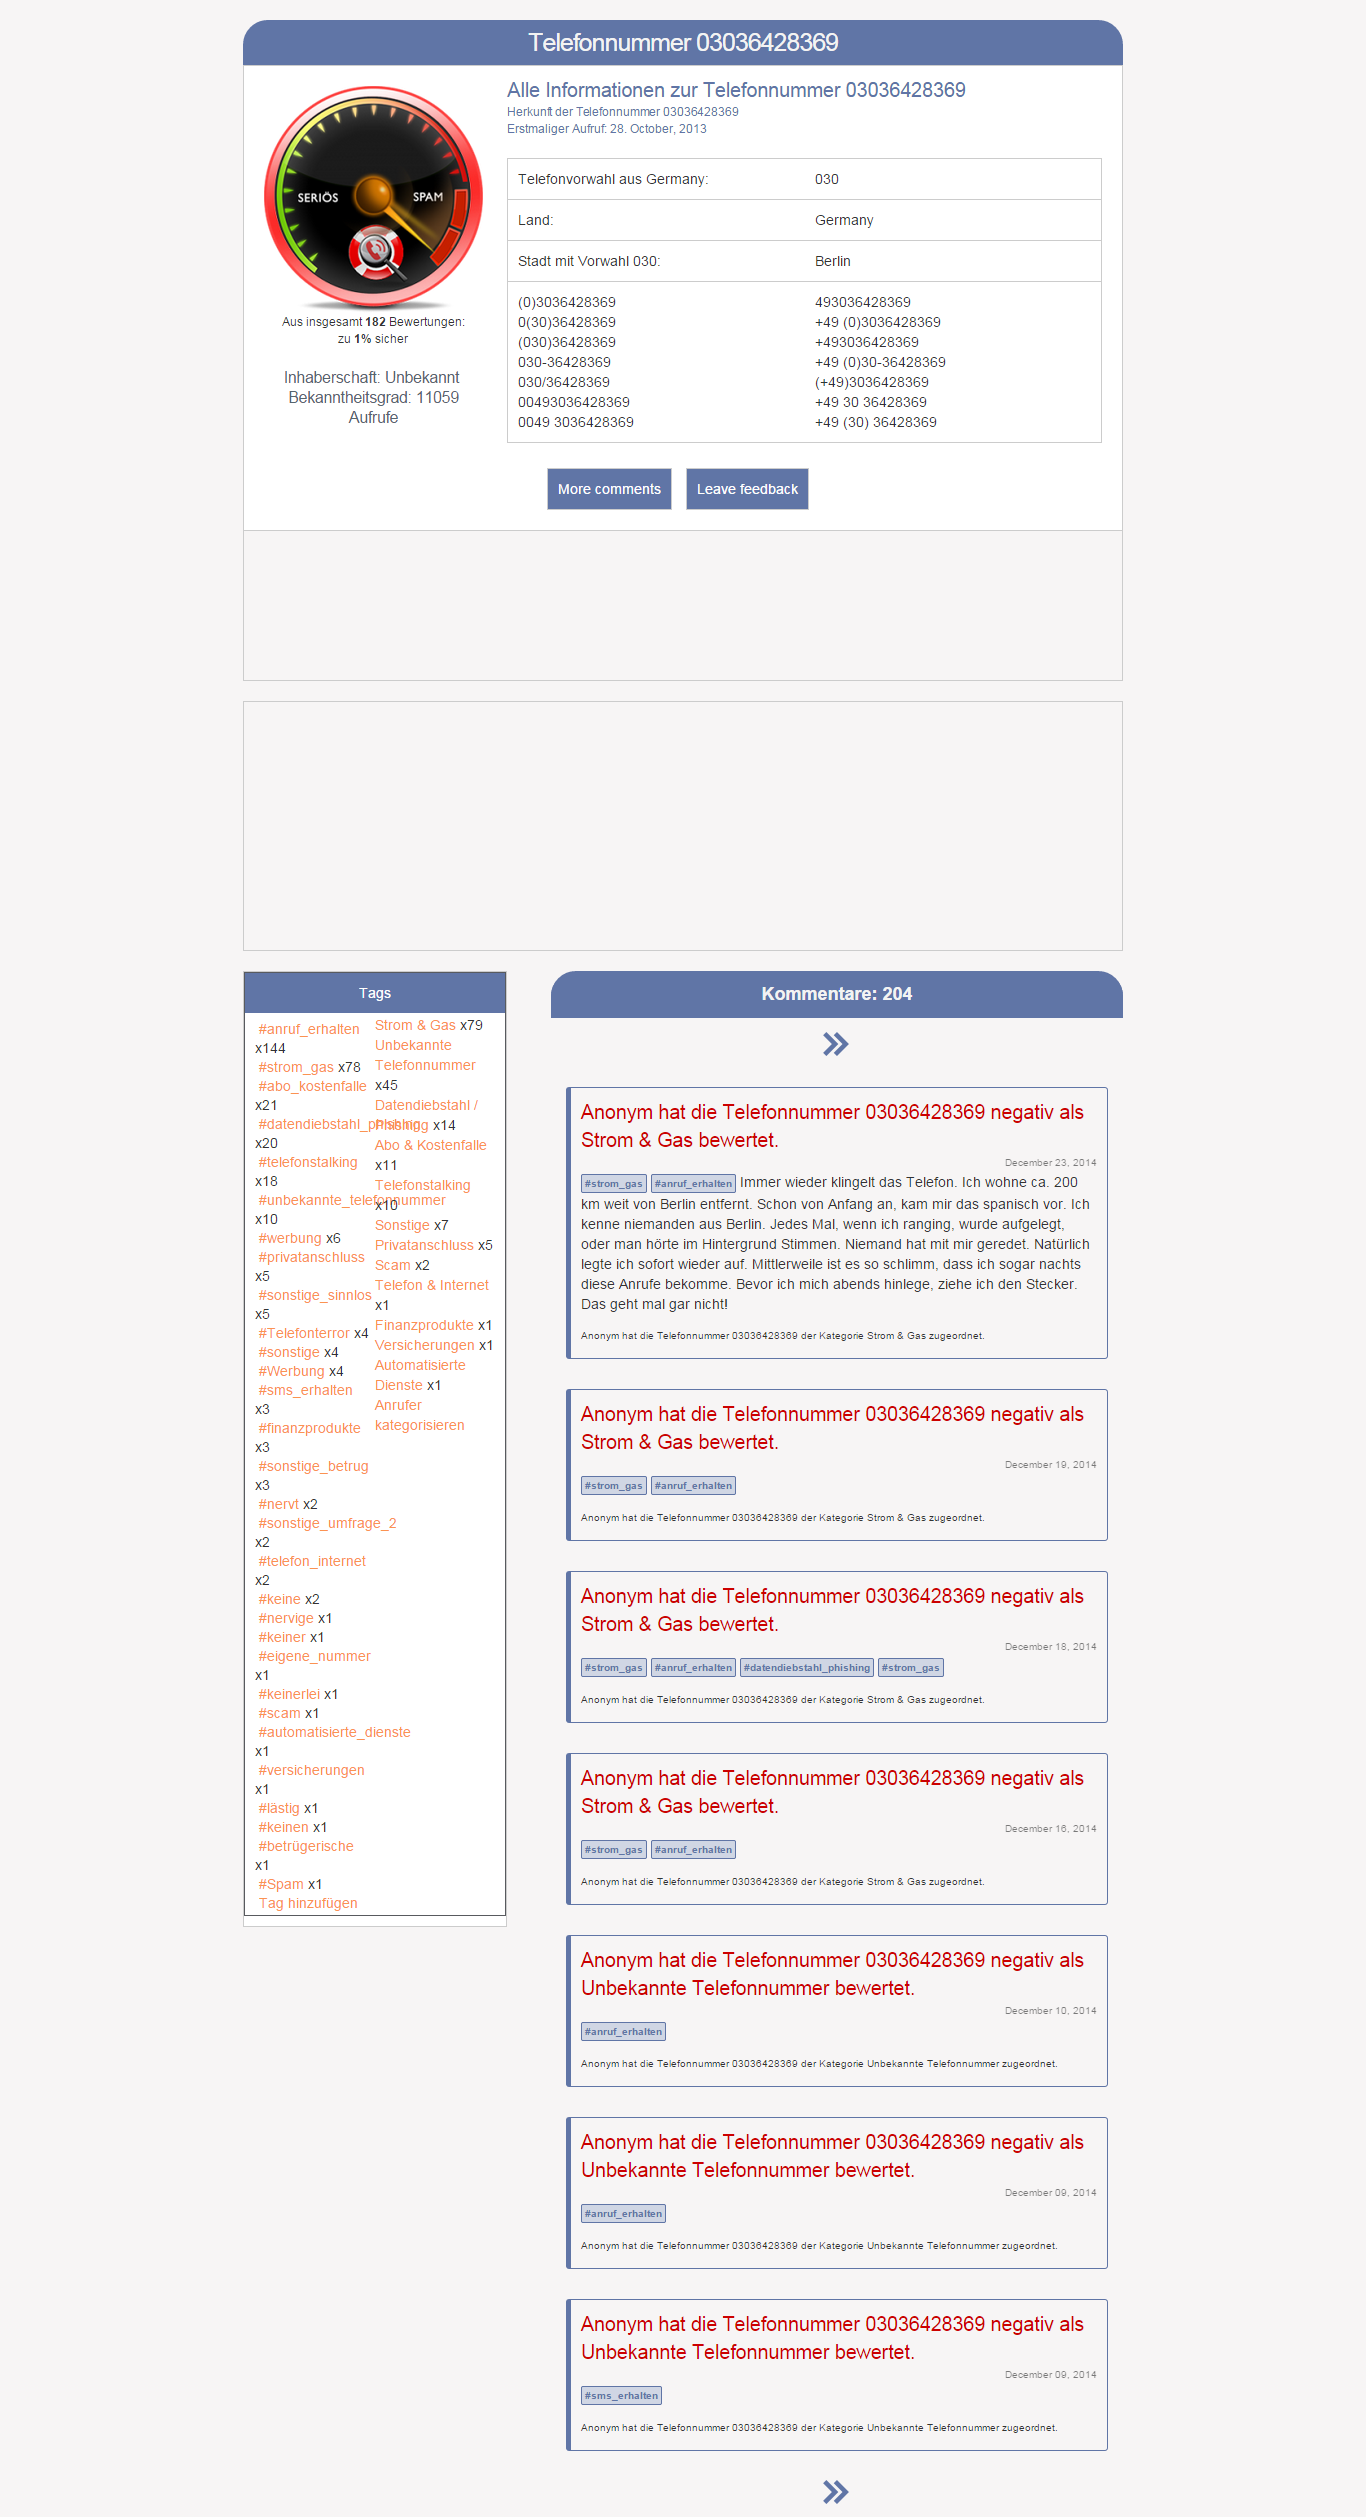 Telefonnummer 03036428369
SERIÖS
SPAM
Aus insgesamt 182 Bewertungen:
zu 1% sicher
Inhaberschaft: Unbekannt
Bekanntheitsgrad: 11059
Aufrufe
Alle Informationen zur Telefonnummer 03036428369
Herkunft der Telefonnummer 03036428369
Erstmaliger Aufruf: 28. October, 2013
Telefonvorwahl aus Germany: 030
Land: Germany
Stadt mit Vorwahl 030: Berlin
(0)3036428369
0(30)36428369
(030)36428369
030-36428369
030/36428369
00493036428369
0049 3036428369
493036428369
+49 (0)3036428369
+493036428369
+49 (0)30-36428369
(+49)3036428369
+49 30 36428369
+49 (30) 36428369
More comments
Leave feedback
Tags
#anruf_erhalten
x144
#strom_gas x78
#abo_kostenfalle
x21
#datendiebstahl_phishing
x20
#telefonstalking
x18
#unbekannte_telefonnummer
x10
#werbung x6
#privatanschluss
x5
#sonstige_sinnlos
x5
#Telefonterror x4
#sonstige x4
#Werbung x4
#sms_erhalten
x3
#finanzprodukte
x3
#sonstige_betrug
x3
#nervt x2
#sonstige_umfrage_2
x2
#telefon_internet
x2
#keine x2
#nervige x1
#keiner x1
#eigene_nummer
x1
#keinerlei x1
#scam x1
#automatisierte_dienste
x1
#versicherungen
x1
#lästig x1
#keinen x1
#betrügerische
x1
#Spam x1
Tag hinzufügen
Strom & Gas x79
Unbekannte
Telefonnummer
x45
Datendiebstahl /
Phishing x14
Abo & Kostenfalle
x11
Telefonstalking
x10
Sonstige x7
Privatanschluss x5
Scam x2
Telefon & Internet
x1
Finanzprodukte x1
Versicherungen x1
Automatisierte
Dienste x1
Anrufer
kategorisieren
Kommentare: 204
Anonym hat die Telefonnummer 03036428369 negativ als
Strom & Gas bewertet.
December 23, 2014
#strom_gas #anruf_erhalten Immer wieder klingelt das Telefon. Ich wohne ca. 200
km weit von Berlin entfernt. Schon von Anfang an, kam mir das spanisch vor. Ich
kenne niemanden aus Berlin. Jedes Mal, wenn ich ranging, wurde aufgelegt,
oder man hörte im Hintergrund Stimmen. Niemand hat mit mir geredet. Natürlich
legte ich sofort wieder auf. Mittlerweile ist es so schlimm, dass ich sogar nachts
diese Anrufe bekomme. Bevor ich mich abends hinlege, ziehe ich den Stecker.
Das geht mal gar nicht!
Anonym hat die Telefonnummer 03036428369 der Kategorie Strom & Gas zugeordnet.
Anonym hat die Telefonnummer 03036428369 negativ als
Strom & Gas bewertet.
December 19, 2014
#strom_gas #anruf_erhalten
Anonym hat die Telefonnummer 03036428369 der Kategorie Strom & Gas zugeordnet.
Anonym hat die Telefonnummer 03036428369 negativ als
Strom & Gas bewertet.
December 18, 2014
#strom_gas #anruf_erhalten #datendiebstahl_phishing #strom_gas
Anonym hat die Telefonnummer 03036428369 der Kategorie Strom & Gas zugeordnet.
Anonym hat die Telefonnummer 03036428369 negativ als
Strom & Gas bewertet.
December 16, 2014
#strom_gas #anruf_erhalten
Anonym hat die Telefonnummer 03036428369 der Kategorie Strom & Gas zugeordnet.
Anonym hat die Telefonnummer 03036428369 negativ als
Unbekannte Telefonnummer bewertet.
December 10, 2014
#anruf_erhalten
Anonym hat die Telefonnummer 03036428369 der Kategorie Unbekannte Telefonnummer zugeordnet.
Anonym hat die Telefonnummer 03036428369 negativ als
Unbekannte Telefonnummer bewertet.
December 09, 2014
#anruf_erhalten
Anonym hat die Telefonnummer 03036428369 der Kategorie Unbekannte Telefonnummer zugeordnet.
Anonym hat die Telefonnummer 03036428369 negativ als
Unbekannte Telefonnummer bewertet.
December 09, 2014
#sms_erhalten
Anonym hat die Telefonnummer 03036428369 der Kategorie Unbekannte Telefonnummer zugeordnet.